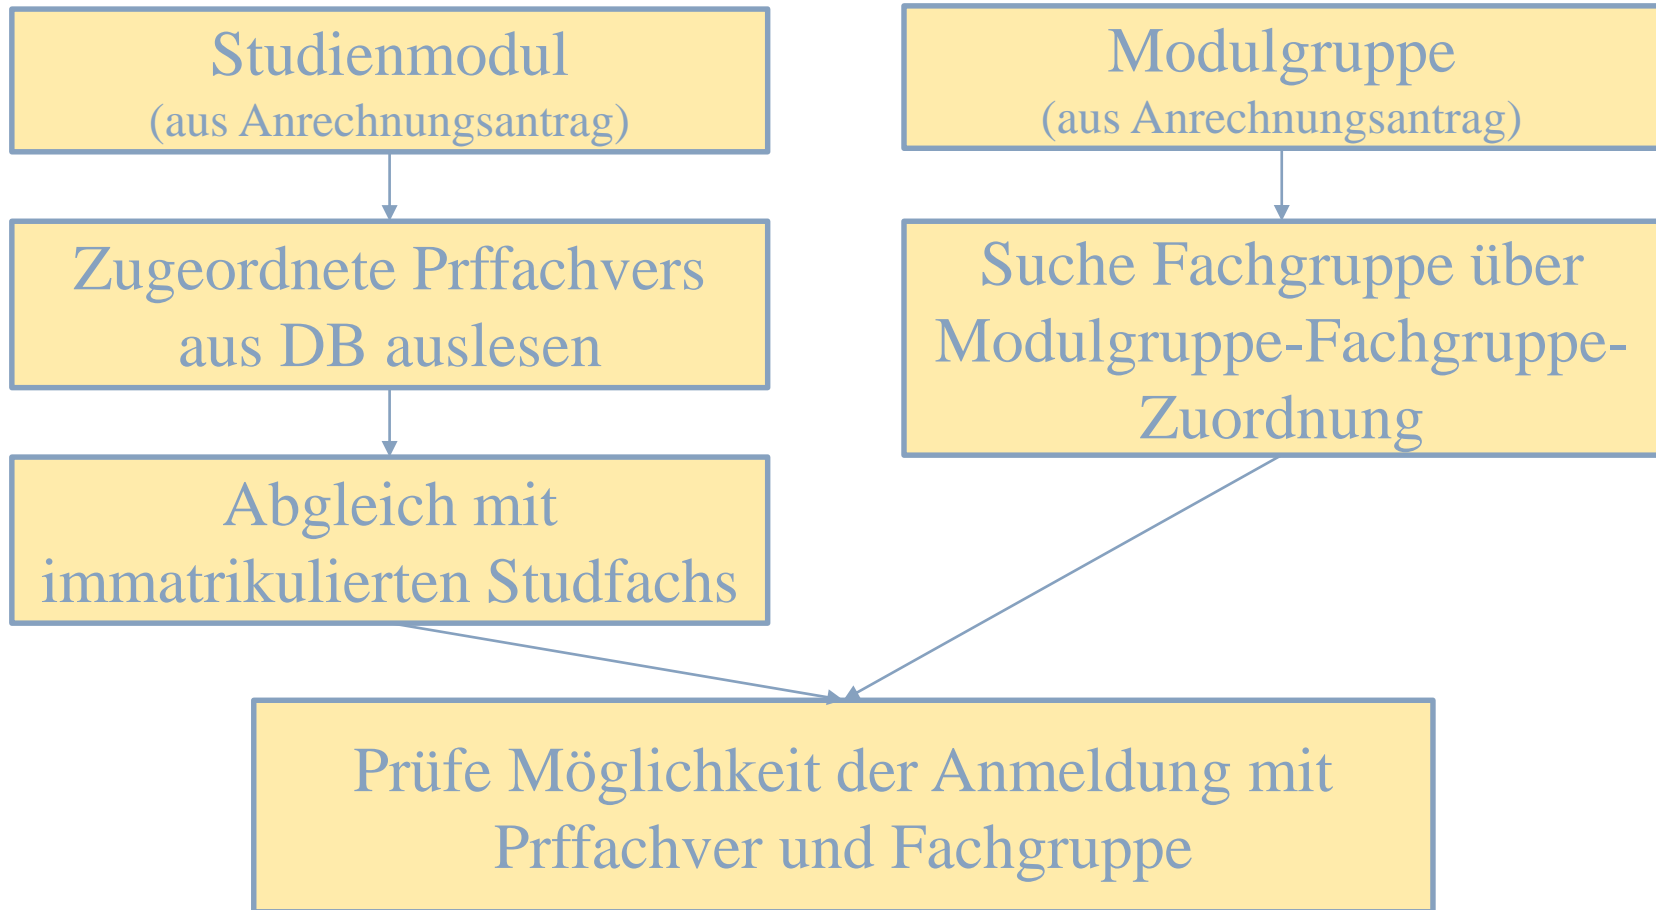 Studienmodul
(aus Anrechnungsantrag)
Modulgruppe
(aus Anrechnungsantrag)
Zugeordnete Prffachvers
aus DB auslesen
Suche Fachgruppe über
Modulgruppe-Fachgruppe-
Zuordnung
Abgleich mit
immatrikulierten Studfachs
Prüfe Möglichkeit der Anmeldung mit
Prffachver und Fachgruppe